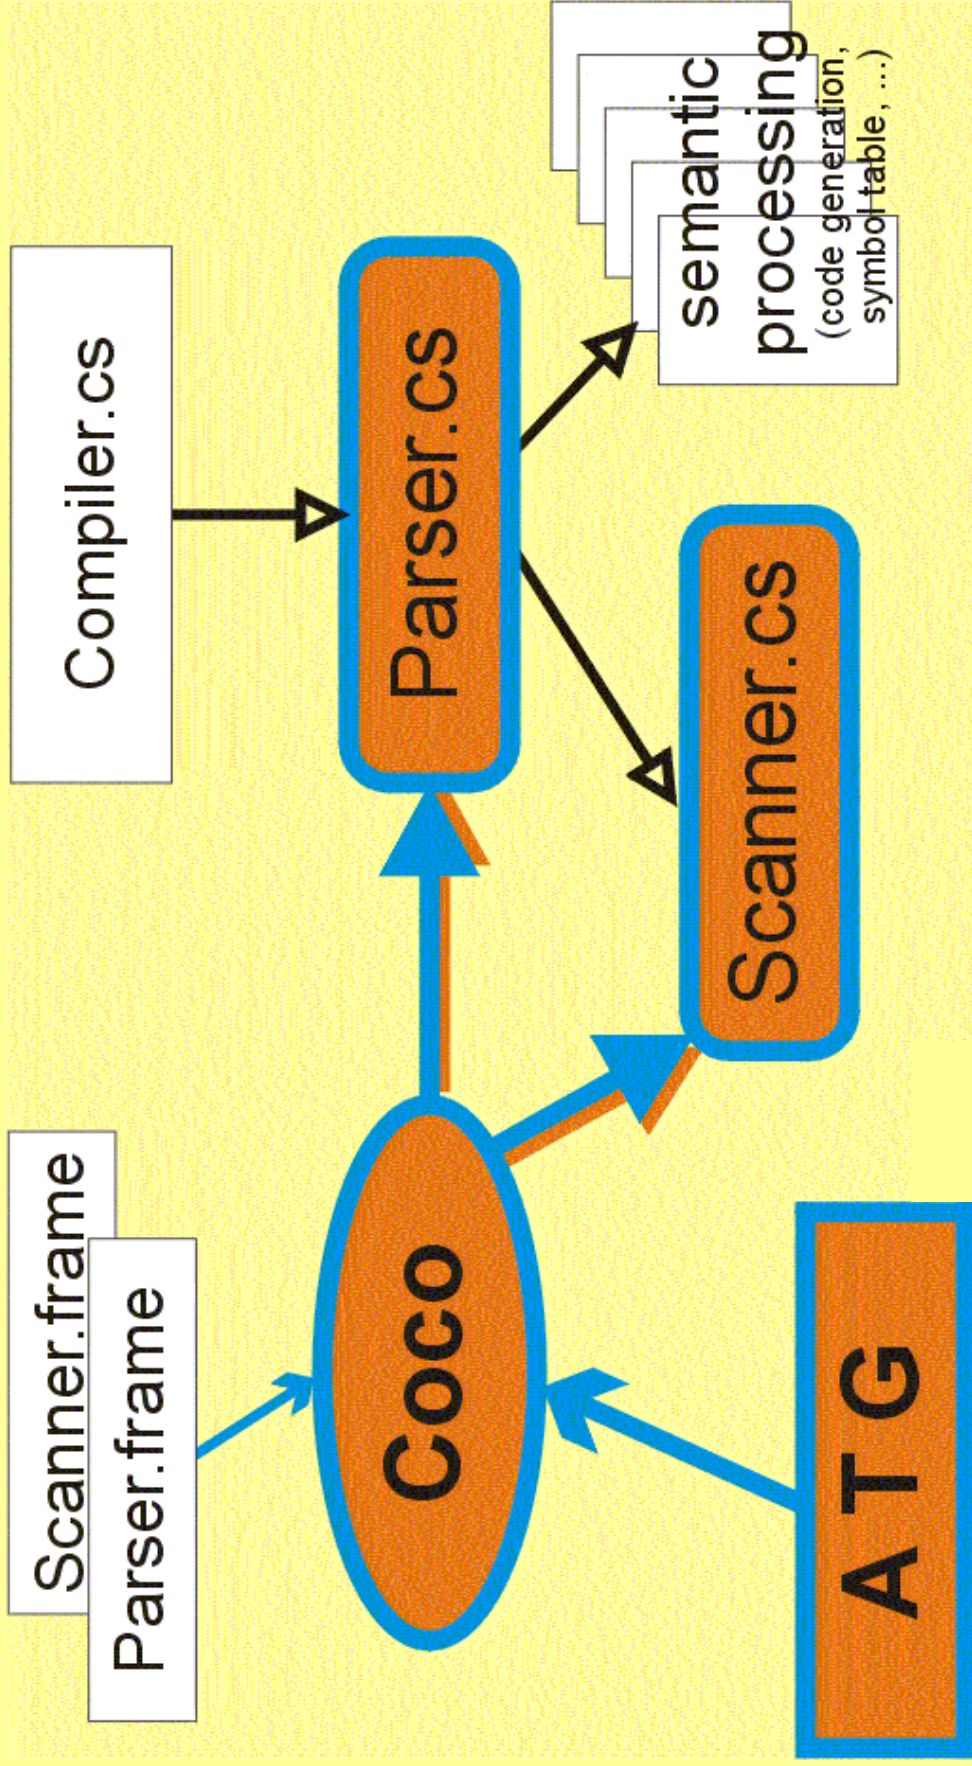 Scanner.frame
Parser.frame
Coco
A T G
Compiler.cs
Parser.cs
Scanner.cs
semantic
processing
(code generation,
symbol table, ...)